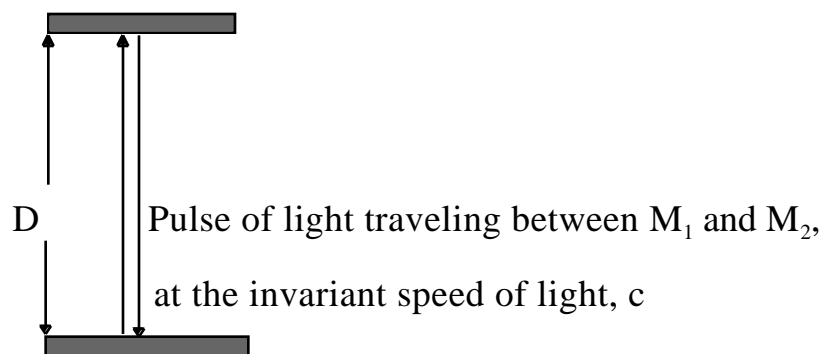 D
Pulse of light traveling between M₁ and M₂,
at the invariant speed of light, c